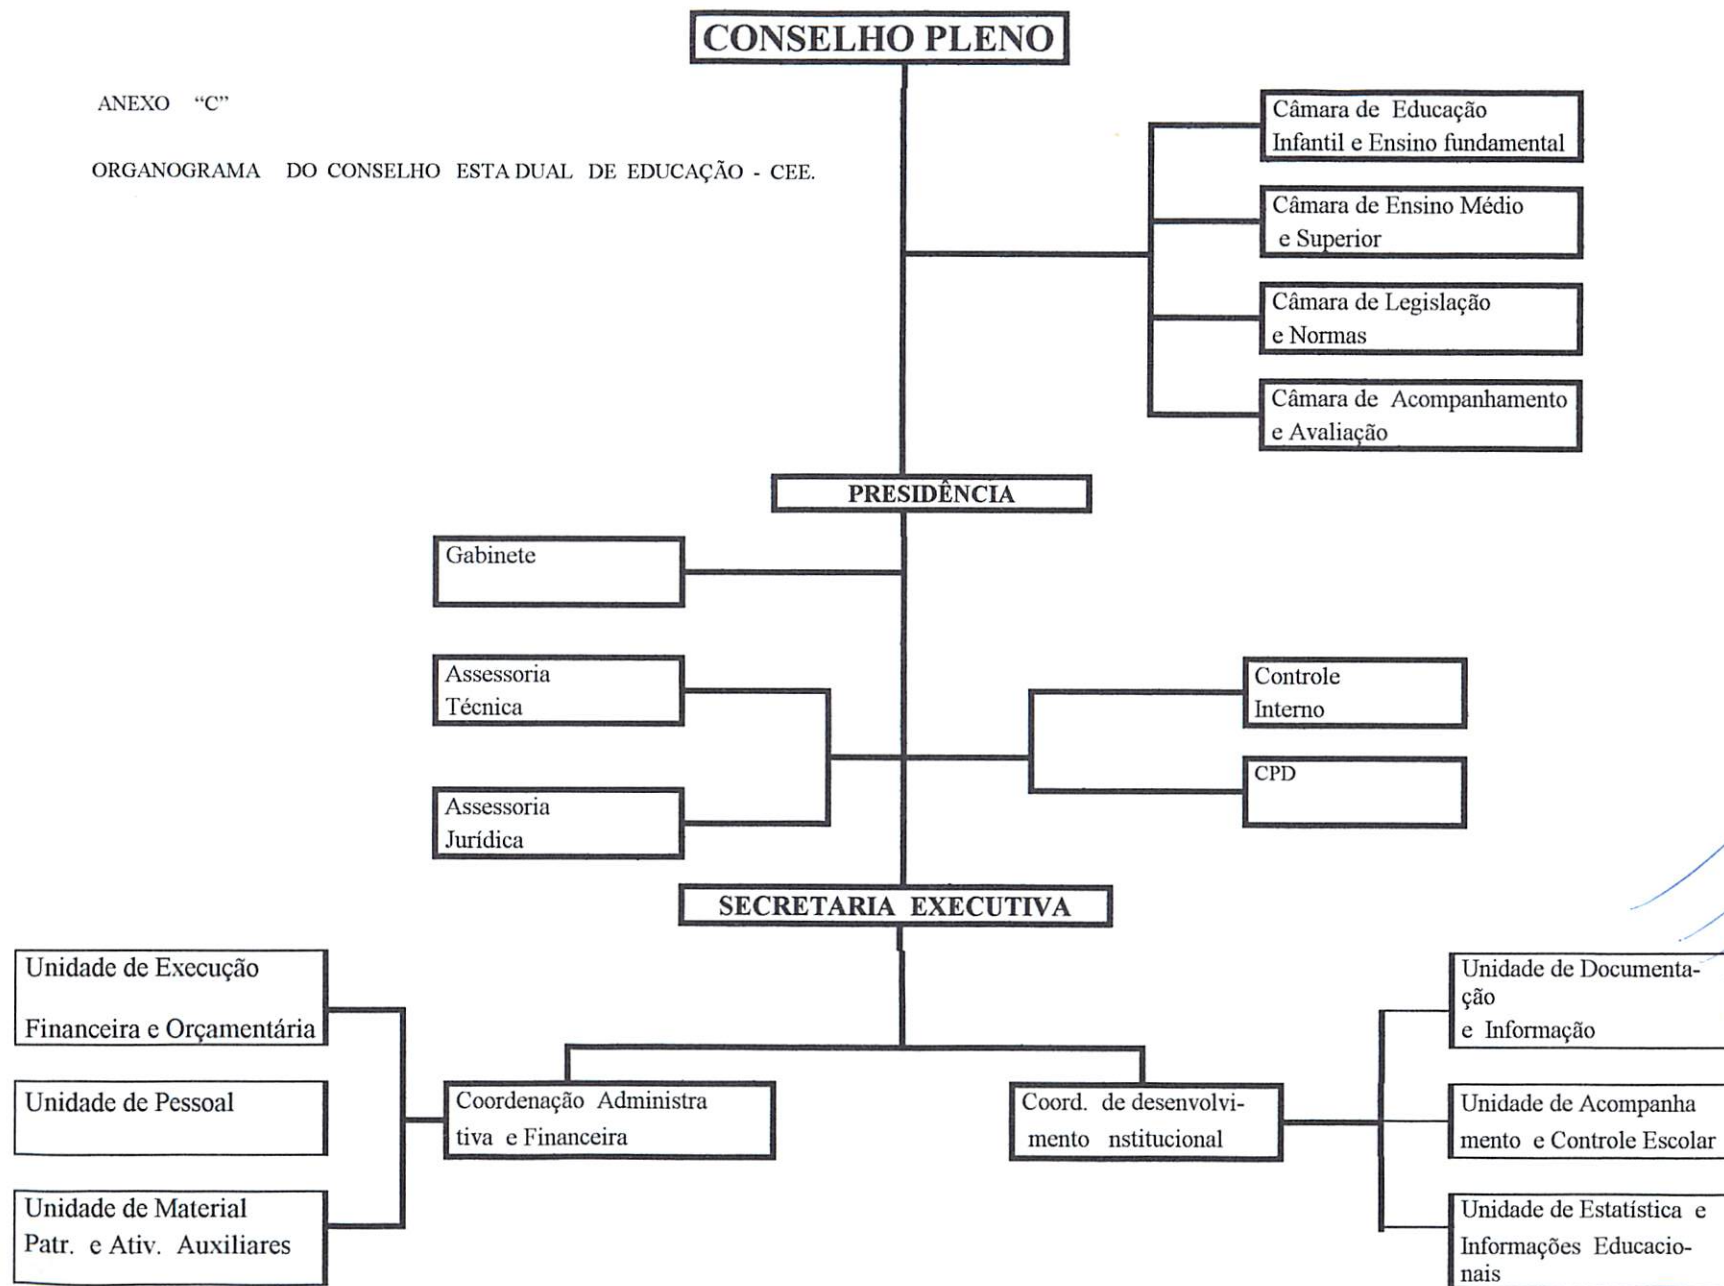 CONSELHO PLENO
ANEXO “C”
ORGANOGRAMA DO CONSELHO ESTA DUAL DE EDUCAÇÃO - CEE.
Câmara de Educação
Infantil e Ensino fundamental
Câmara de Ensino Médio
e Superior
Câmara de Legislação
e Normas
Câmara de Acompanhamento
e Avaliação
PRESIDÊNCIA
Gabinete
Assessoria
Técnica
Assessoria
Jurídica
Controle
Interno
CPD
SECRETARIA EXECUTIVA
Unidade de Execução
Financeira e Orçamentária
Unidade de Pessoal
Unidade de Material
Patr. e Ativ. Auxiliares
Coordenação Administra
tiva e Financeira
Coord. de desenvolvi-
mento nstitucional
Unidade de Documenta-
ção
e Informação
Unidade de Acompanha
mento e Controle Escolar
Unidade de Estatística e
Informações Educacio-
nais